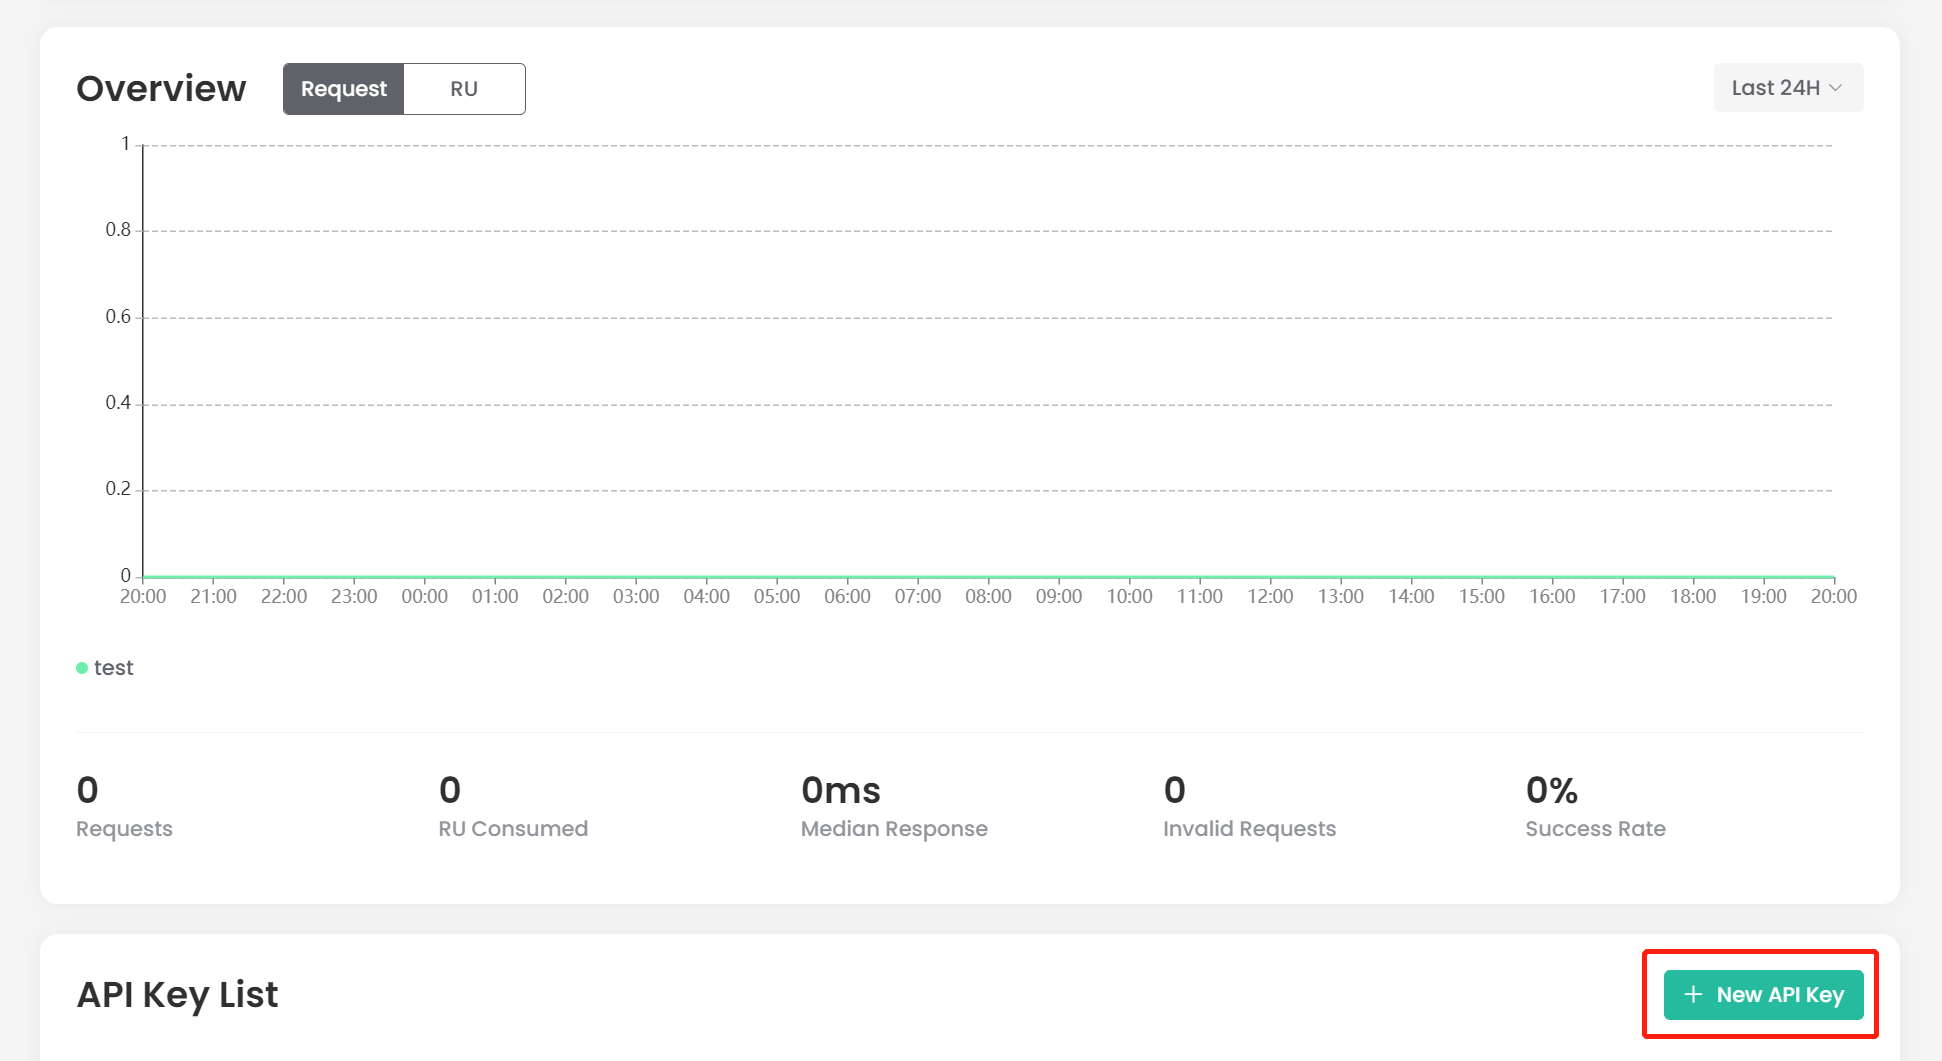 Overview
Request
RU
Last 24H
1
0.8
0.6
0.4
0.2
0
20:00 21:00 22:00 23:00 00:00 01:00 02:00 03:00 04:00 05:00 06:00 07:00 08:00 09:00 10:00 11:00 12:00 13:00 14:00 15:00 16:00 17:00 18:00 19:00 20:00
test
0
Requests
0
RU Consumed
0ms
Median Response
0
Invalid Requests
0%
Success Rate
API Key List
+ New API Key